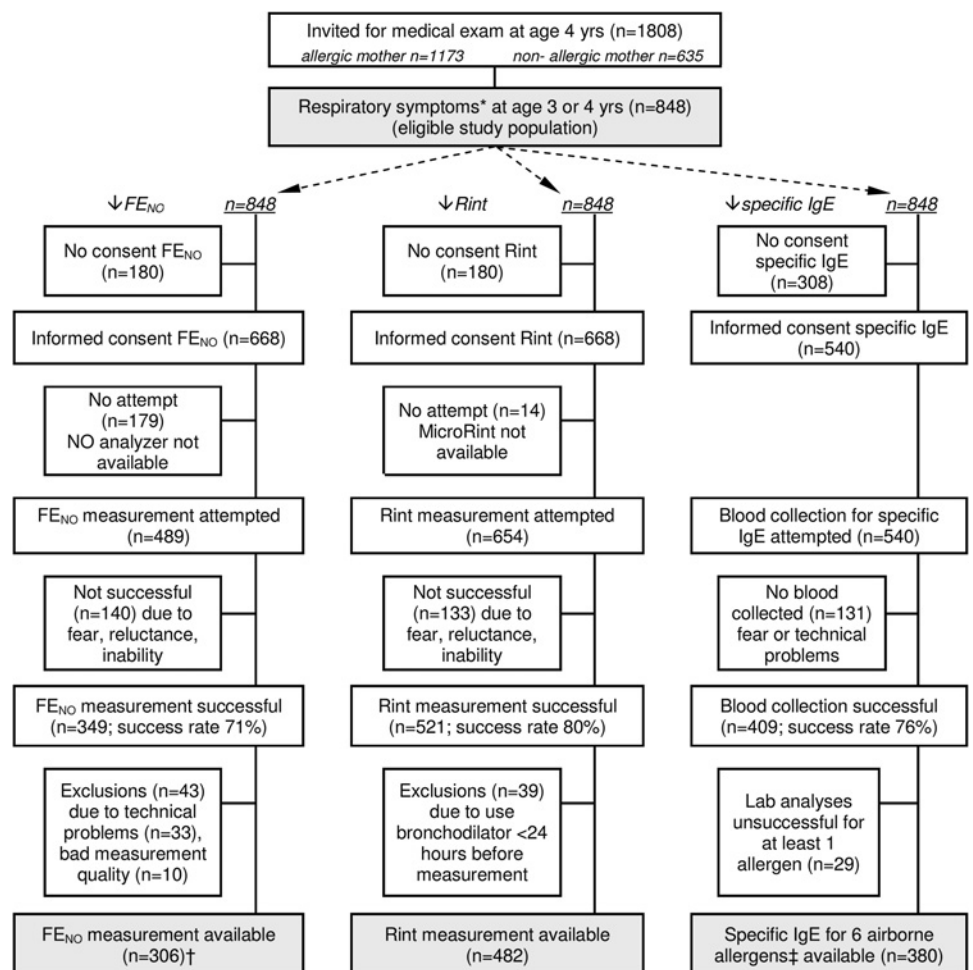 Invited for medical exam at age 4 yrs (n=1808)
allergic mother n=1173 non- allergic mother n=635
Respiratory symptoms* at age 3 or 4 yrs (n=848)
(eligible study population)
↓FENO n=848
No consent FENO
(n=180)
Informed consent FENO (n=668)
No attempt
(n=179)
NO analyzer not
available
FENO measurement attempted
(n=489)
Not successful
(n=140) due to
fear, reluctance,
inability
FENO measurement successful
(n=349; success rate 71%)
Exclusions (n=43)
due to technical
problems (n=33),
bad measurement
quality (n=10)
FENO measurement available
(n=306)†
↓Rint n=848
No consent Rint
(n=180)
Informed consent Rint (n=668)
No attempt (n=14)
MicroRint not
available
Rint measurement attempted
(n=654)
Not successful
(n=133) due to
fear, reluctance,
inability
Rint measurement successful
(n=521; success rate 80%)
Exclusions (n=39)
due to use
bronchodilator <24
hours before
measurement
Rint measurement available
(n=482)
↓specific IgE n=848
No consent
specific IgE
(n=308)
Informed consent specific IgE
(n=540)
Blood collection for specific
IgE attempted (n=540)
No blood
collected (n=131)
fear or technical
problems
Blood collection successful
(n=409; success rate 76%)
Lab analyses
unsuccessful for
at least 1
allergen (n=29)
Specific IgE for 6 airborne
allergens‡ available (n=380)